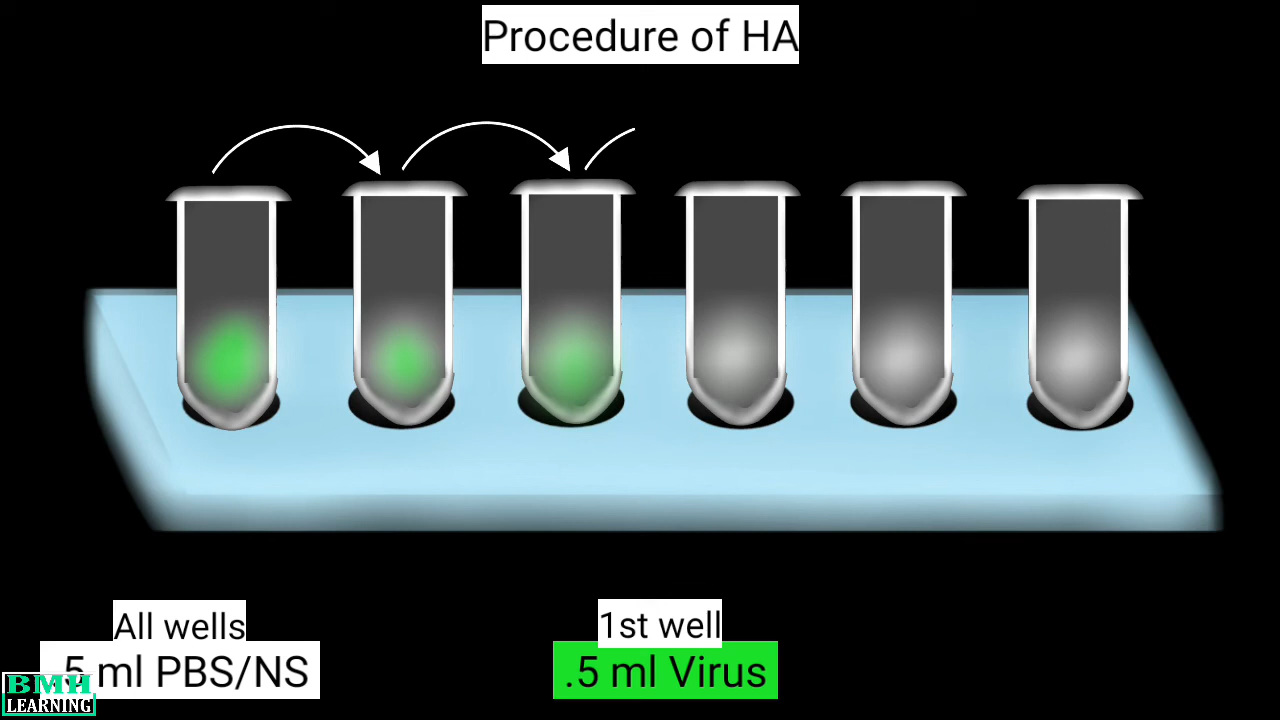 Procedure of HA
All wells
.5 ml PBS/NS
1st well
.5 ml Virus
BMH
LEARNING